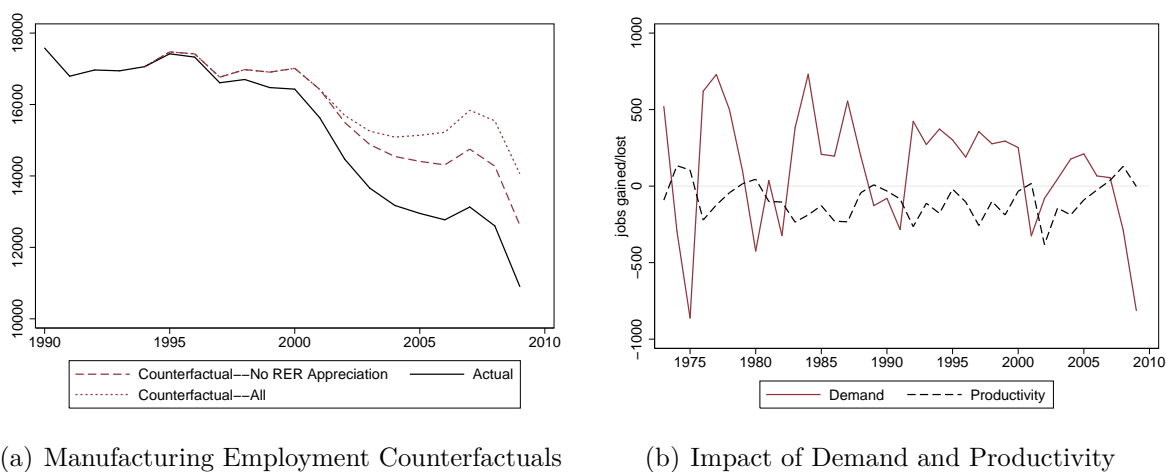 18000
16000
14000
12000
10000
1990
1995
2000
2005
2010
Counterfactual−−No RER Appreciation
Actual
Counterfactual−−All
(a) Manufacturing Employment Counterfactuals
1000
500
0
−500
−1000
jobs gained/lost
1975
1980
1985
1990
1995
2000
2005
2010
Demand
Productivity
(b) Impact of Demand and Productivity